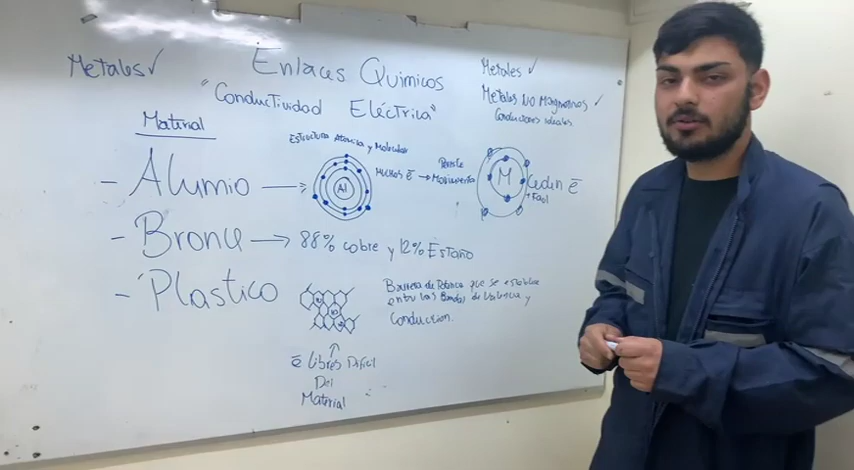 Metales ✓
Enlaces Quimicos
"Conductividad Eléctrica"
Metales ✓
Metales No Magneticos ✓
Conductores ideales
Material
- Alumio
Estructura Atomica y Molecular
Al
Muchos e̅ → Permite
Movimiento
M
Ceden e̅
+ Facil
- Bronce → 88% cobre y 12% Estaño
- Plastico
Barrera de Potencia que se establece
entre las Bandas de Valencia y
Conduccion.
e̅ Libres Dificil
Del
Material